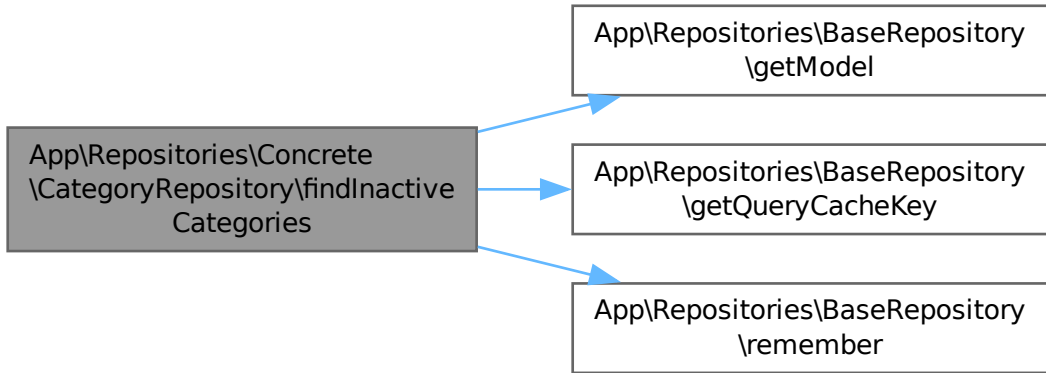 App\Repositories\BaseRepository
\getModel
App\Repositories\Concrete
\CategoryRepository\findInactive
Categories
App\Repositories\BaseRepository
\getQueryCacheKey
App\Repositories\BaseRepository
\remember